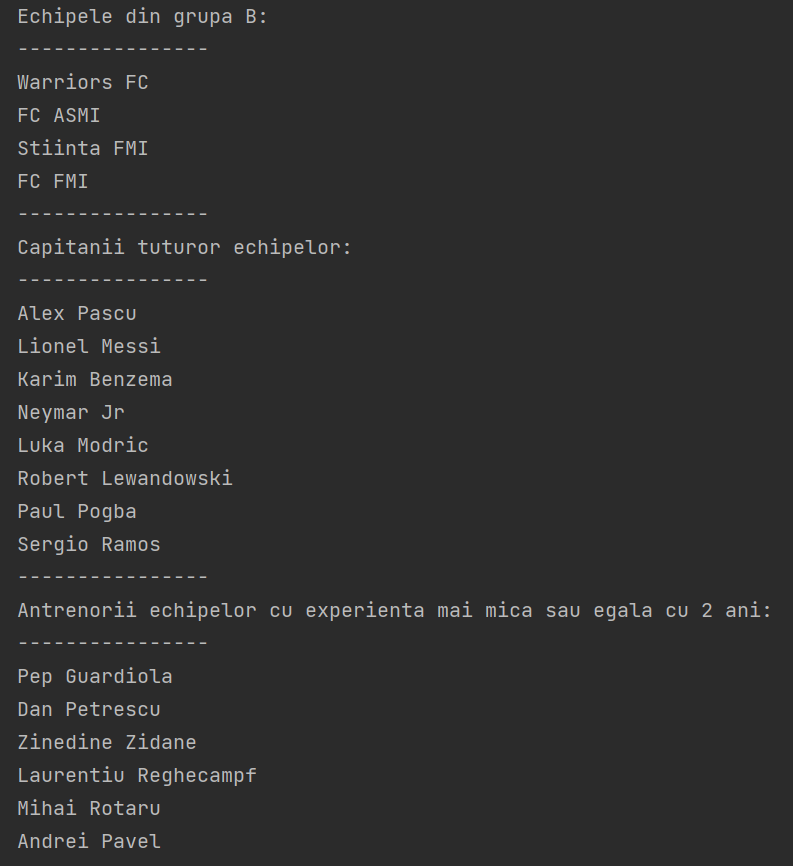 Echipele din grupa B:
----------------
Warriors FC
FC ASMI
Stiinta FMI
FC FMI
----------------
Capitanii tuturor echipelor:
----------------
Alex Pascu
Lionel Messi
Karim Benzema
Neymar Jr
Luka Modric
Robert Lewandowski
Paul Pogba
Sergio Ramos
----------------
Antrenorii echipelor cu experienta mai mica sau egala cu 2 ani:
----------------
Pep Guardiola
Dan Petrescu
Zinedine Zidane
Laurentiu Reghecampf
Mihai Rotaru
Andrei Pavel